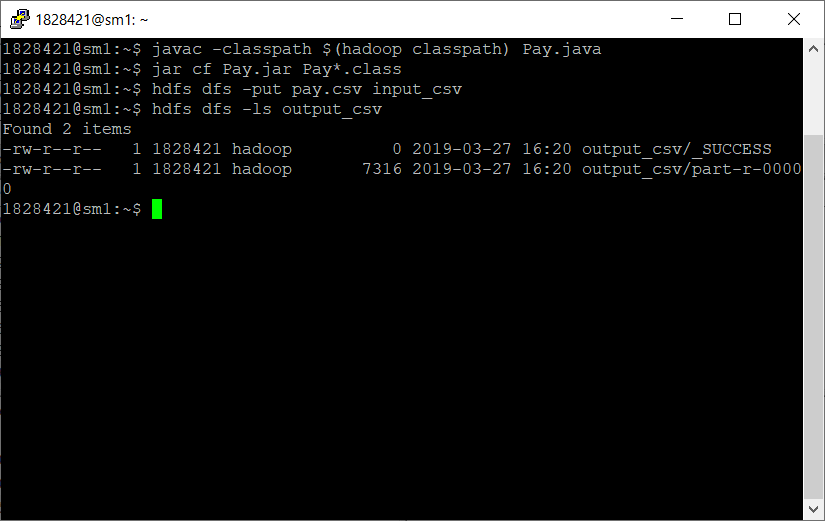 1828421@sm1: ~
1828421@sm1:~$ javac -classpath $(hadoop classpath) Pay.java
1828421@sm1:~$ jar cf Pay.jar Pay*.class
1828421@sm1:~$ hdfs dfs -put pay.csv input_csv
1828421@sm1:~$ hdfs dfs -ls output_csv
Found 2 items
-rw-r--r--   1 1828421 hadoop          0 2019-03-27 16:20 output_csv/_SUCCESS
-rw-r--r--   1 1828421 hadoop       7316 2019-03-27 16:20 output_csv/part-r-0000
0
1828421@sm1:~$